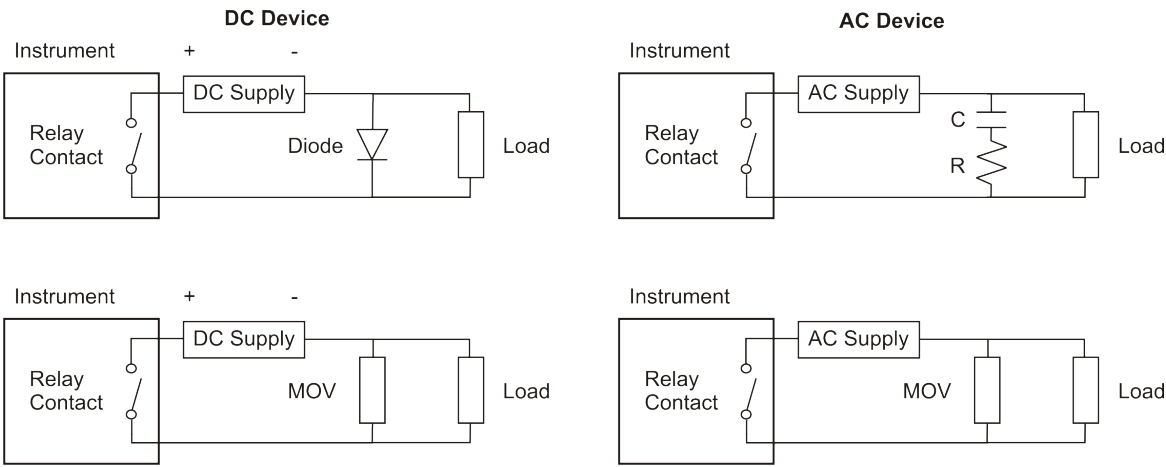 DC Device
Instrument + -
DC Supply
Relay
Contact
Diode
Load
AC Device
Instrument
AC Supply
Relay
Contact
C
R
Load
Instrument + -
DC Supply
Relay
Contact
MOV
Load
Instrument
AC Supply
Relay
Contact
MOV
Load